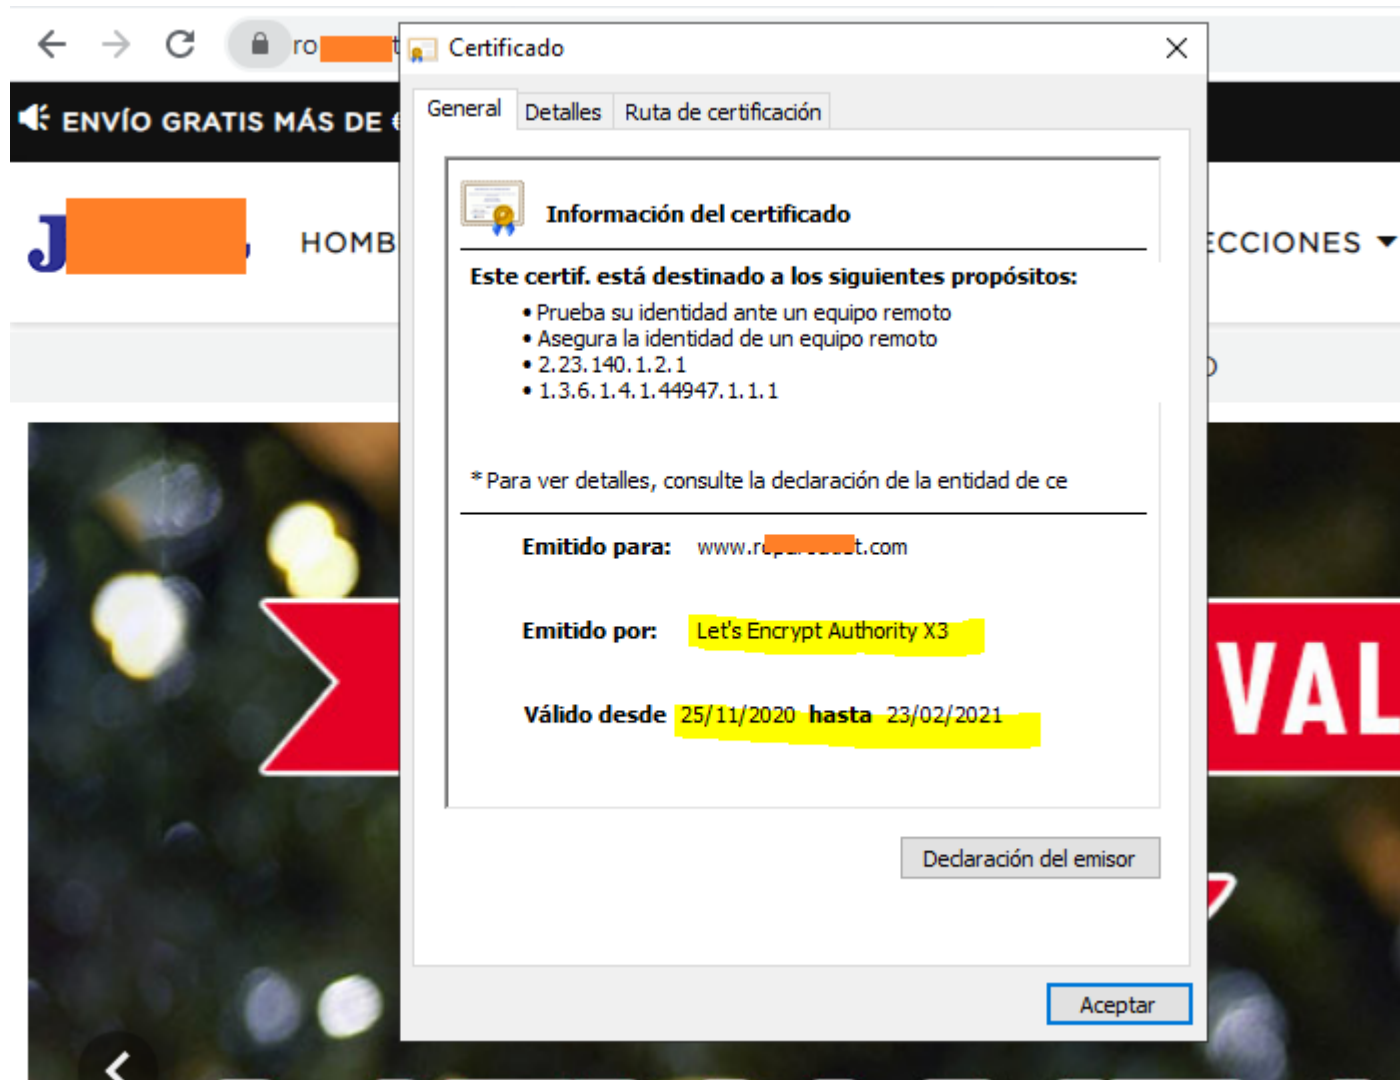 ro t
Certificado
ENVÍO GRATIS MÁS DE €
General Detalles Ruta de certificación
J
HOMB
ECCIONES
Información del certificado
Este certif. está destinado a los siguientes propósitos:
• Prueba su identidad ante un equipo remoto
• Asegura la identidad de un equipo remoto
• 2.23.140.1.2.1
• 1.3.6.1.4.1.44947.1.1.1
* Para ver detalles, consulte la declaración de la entidad de ce
Emitido para: www.r t.com
Emitido por: Let's Encrypt Authority X3
VAL
Válido desde 25/11/2020 hasta 23/02/2021
Declaración del emisor
Aceptar